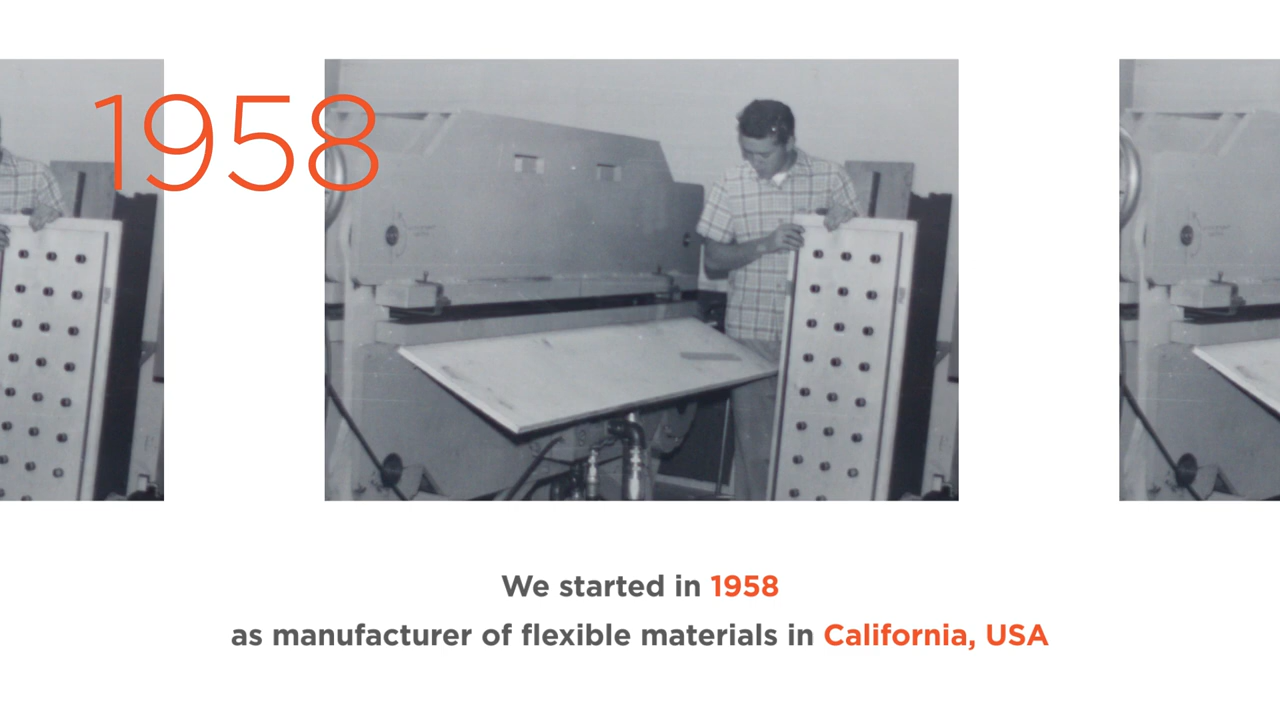 1958
We started in 1958
as manufacturer of flexible materials in California, USA